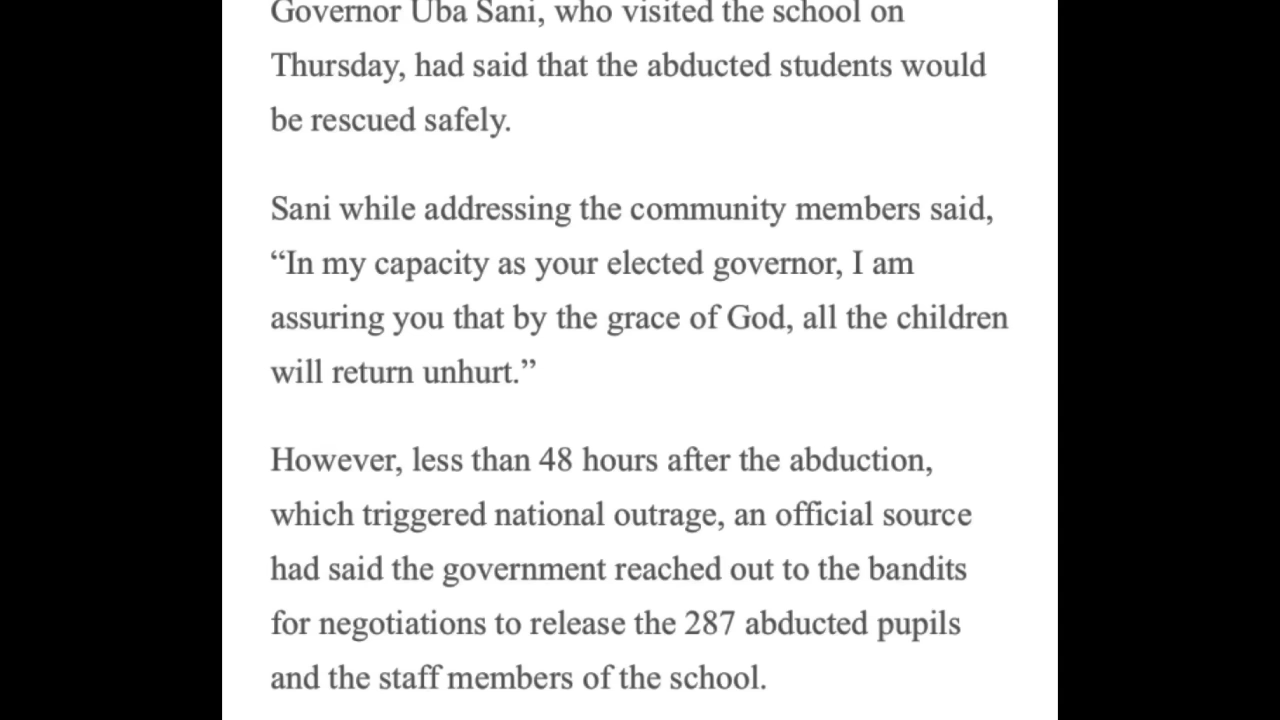 Governor Uba Sani, who visited the school on
Thursday, had said that the abducted students would
be rescued safely.
Sani while addressing the community members said,
“In my capacity as your elected governor, I am
assuring you that by the grace of God, all the children
will return unhurt.”
However, less than 48 hours after the abduction,
which triggered national outrage, an official source
had said the government reached out to the bandits
for negotiations to release the 287 abducted pupils
and the staff members of the school.